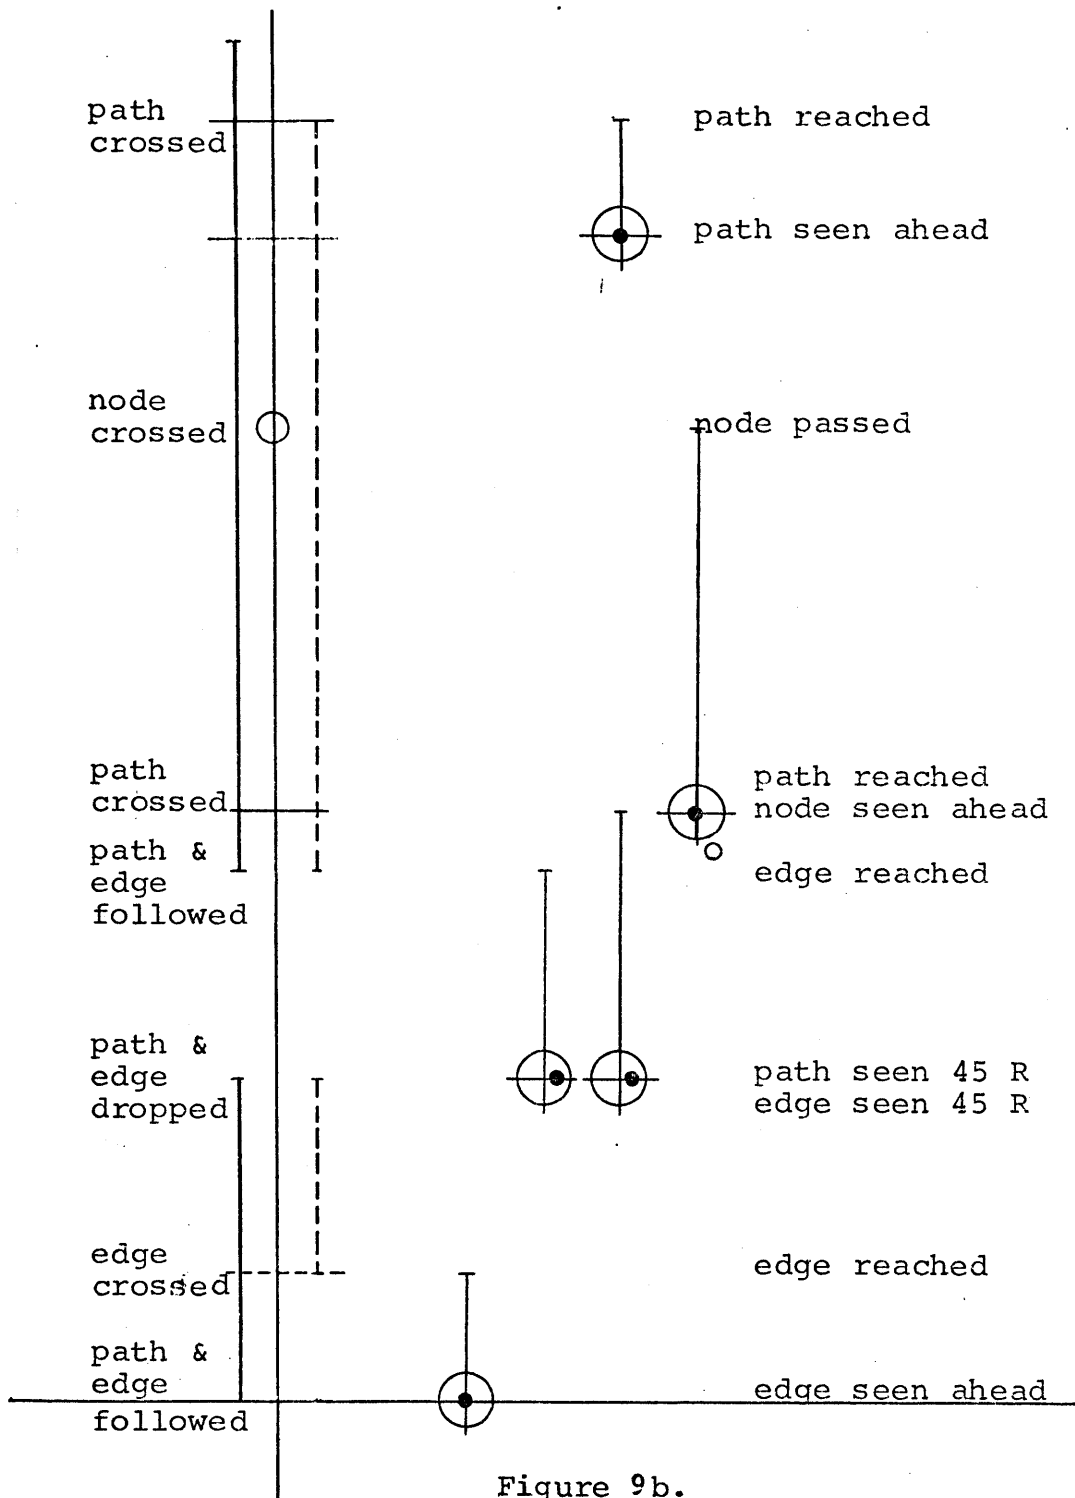 path
crossed
path reached
path seen ahead
node
crossed
node passed
path
crossed
path reached
node seen ahead
path &
edge
followed
edge reached
path &
edge
dropped
path seen 45 R
edge seen 45 R
edge
crossed
edge reached
path &
edge
followed
edge seen ahead
Figure 9b.